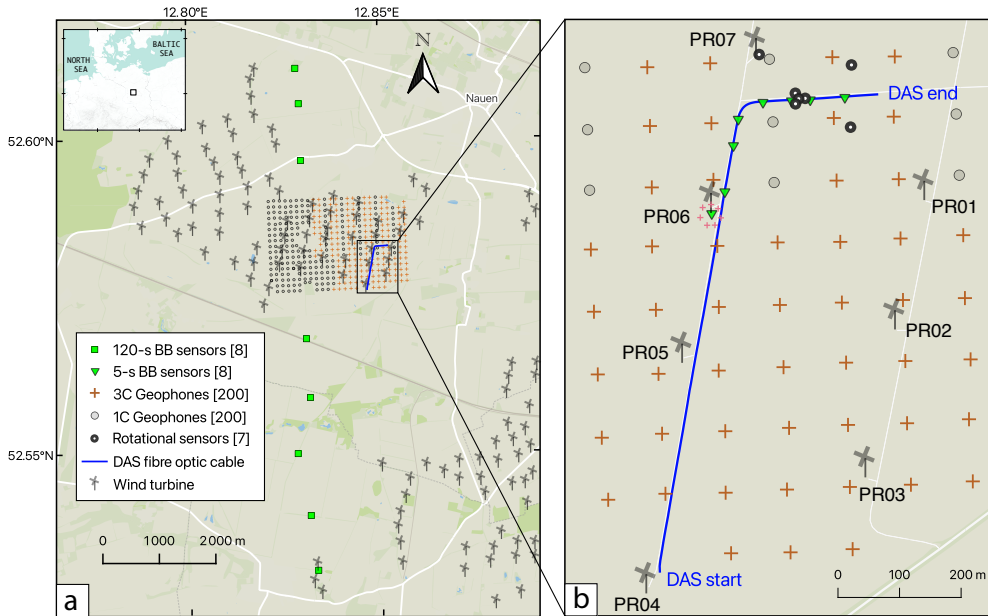 12.80°E
12.85°E
NORTH
SEA
BALTIC
SEA
N
Nauen
52.60°N
52.55°N
120-s BB sensors [8]
5-s BB sensors [8]
3C Geophones [200]
1C Geophones [200]
Rotational sensors [7]
DAS fibre optic cable
Wind turbine
0 1000 2000 m
a
PR07
DAS end
PR01
PR06
PR02
PR05
PR03
DAS start
PR04
0 100 200 m
b